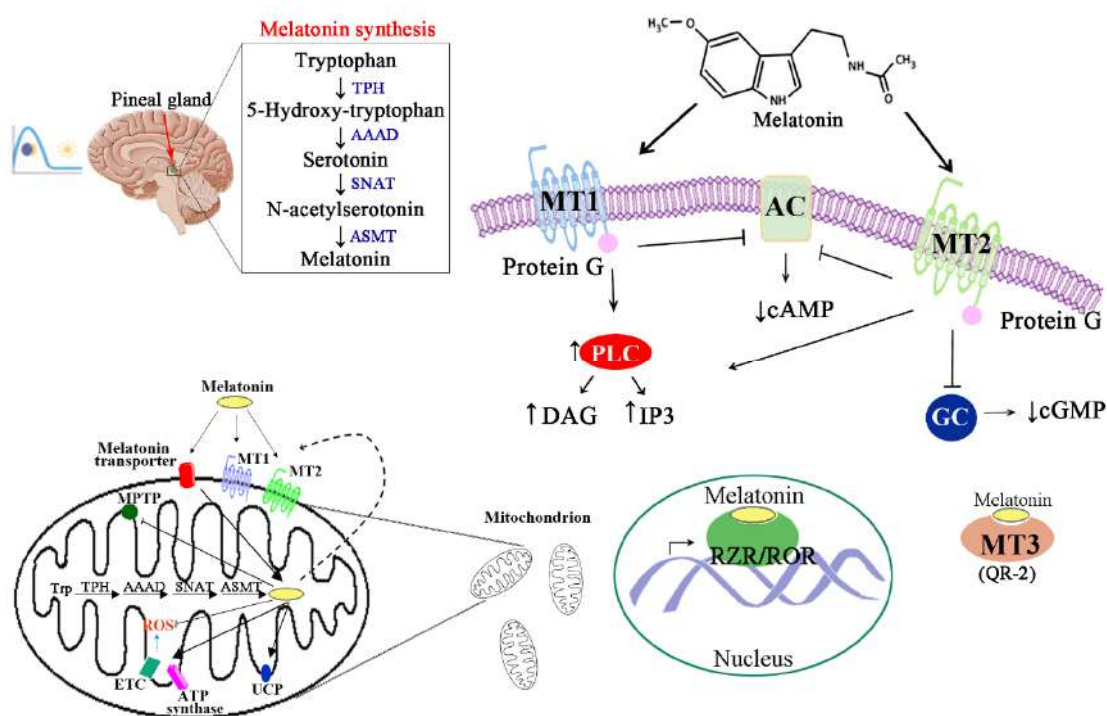 Melatonin synthesis
Tryptophan
↓ TPH
5-Hydroxy-tryptophan
↓ AAAD
Serotonin
↓ SNAT
N-acetylserotonin
↓ ASMT
Melatonin
Pineal gland
H₃C—O
NH
CH₃
O
NH
Melatonin
MT1
AC
MT2
Protein G
↓cAMP
Protein G
↑ PLC
↑ DAG
↑ IP3
GC
↓cGMP
Melatonin
Melatonin
transporter
MT1
MT2
MPTP
Trp
TPH
AAAD
SNAT
ASMT
ROS
ETC
ATP
synthase
UCP
Mitochondrion
Melatonin
RZR/ROR
Nucleus
Melatonin
MT3
(QR-2)